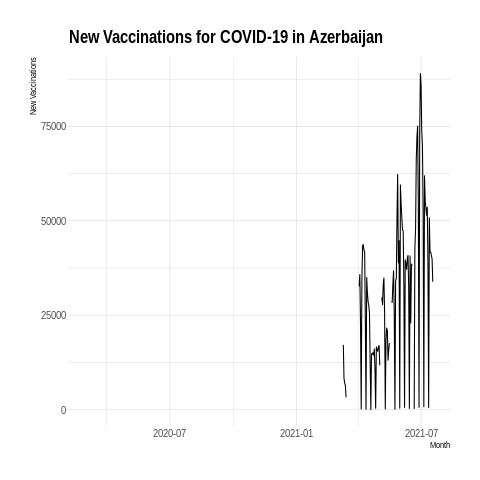 New Vaccinations for COVID-19 in Azerbaijan
New Vaccinations
75000
50000
25000
0
2020-07 2021-01 2021-07
Month